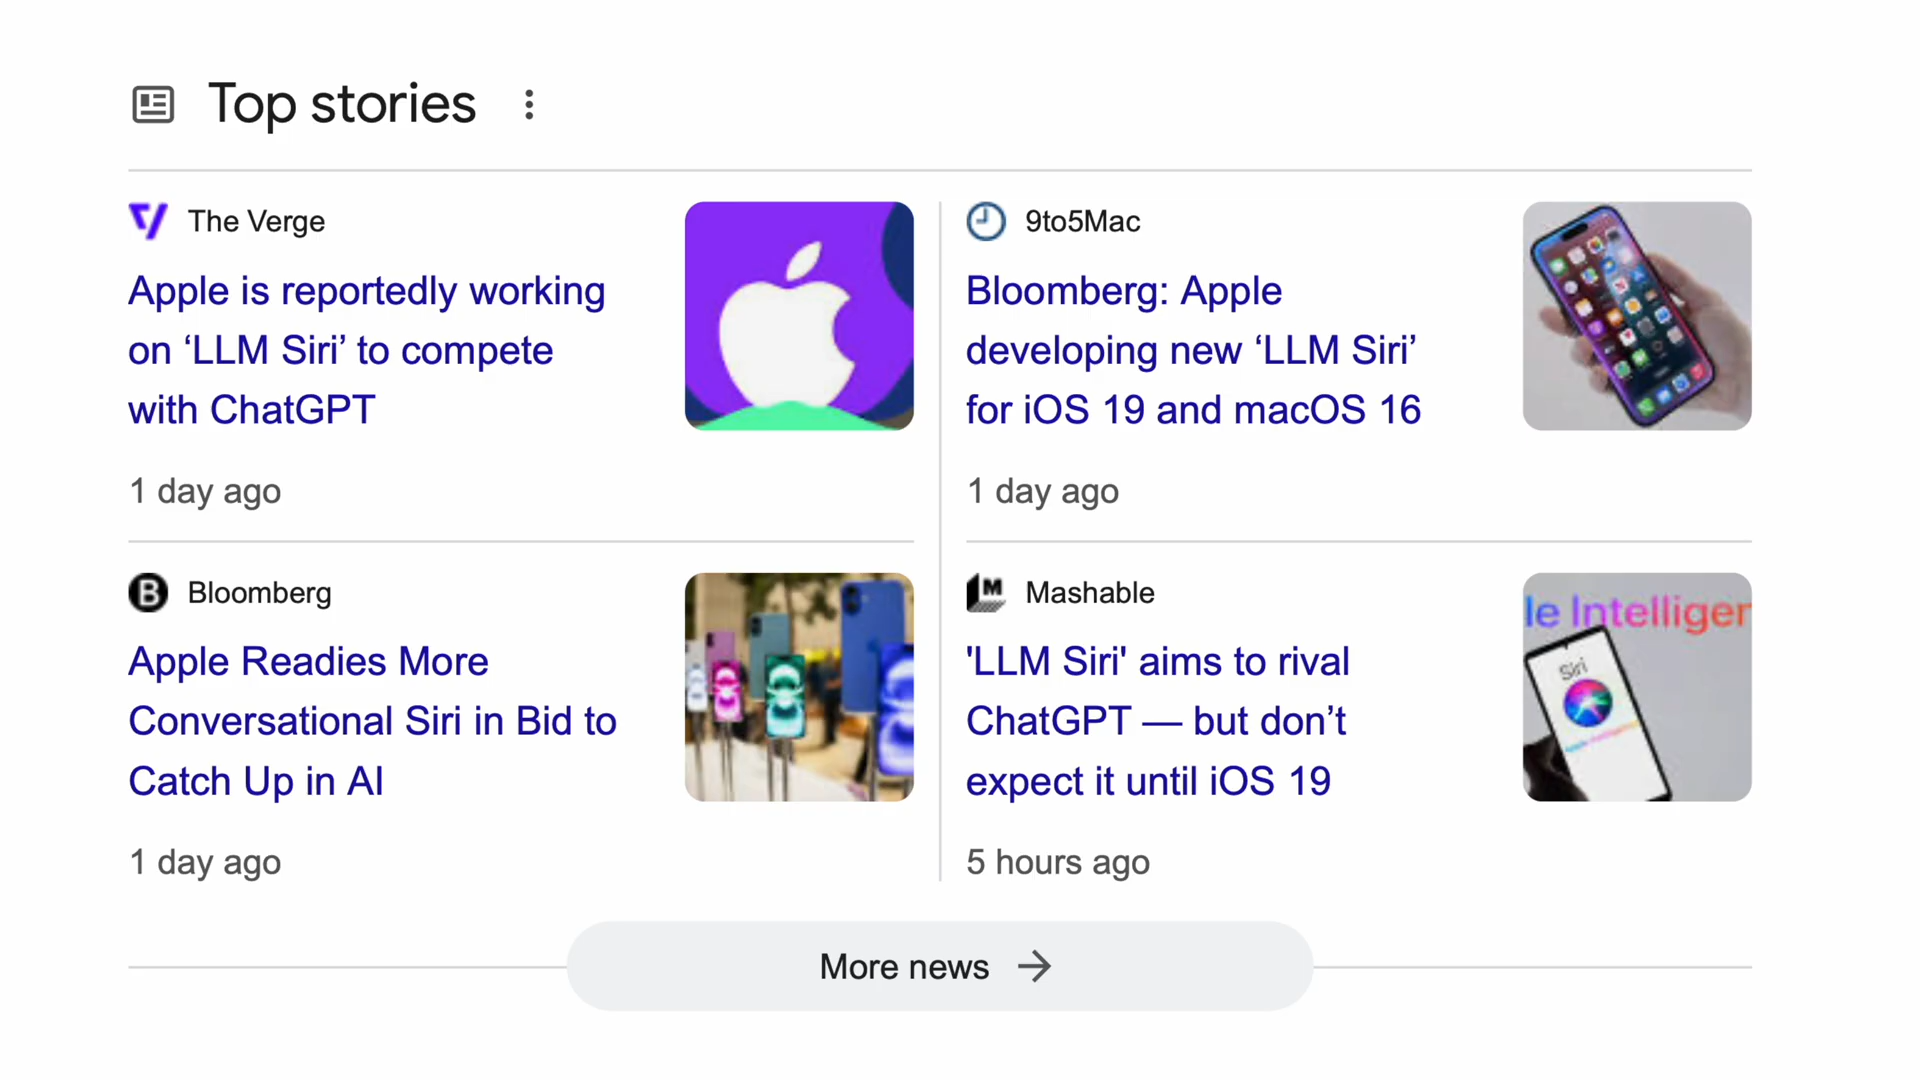 Top stories
The Verge
Apple is reportedly working
on ‘LLM Siri’ to compete
with ChatGPT
1 day ago
9to5Mac
Bloomberg: Apple
developing new ‘LLM Siri’
for iOS 19 and macOS 16
1 day ago
Bloomberg
Apple Readies More
Conversational Siri in Bid to
Catch Up in AI
1 day ago
Mashable
'LLM Siri' aims to rival
ChatGPT — but don’t
expect it until iOS 19
5 hours ago
le Intelligen
Siri
More news